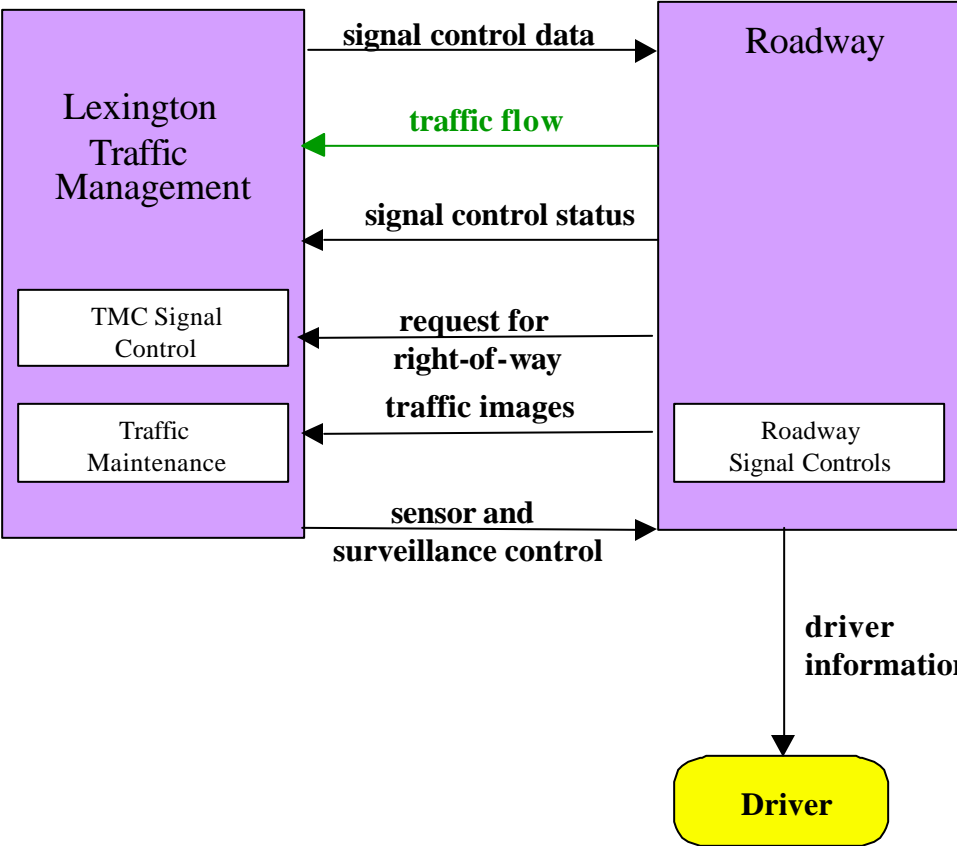 Lexington
Traffic
Management
TMC Signal
Control
Traffic
Maintenance
signal control data
traffic flow
signal control status
request for
right-of-way
traffic images
sensor and
surveillance control
Roadway
Roadway
Signal Controls
driver
information
Driver